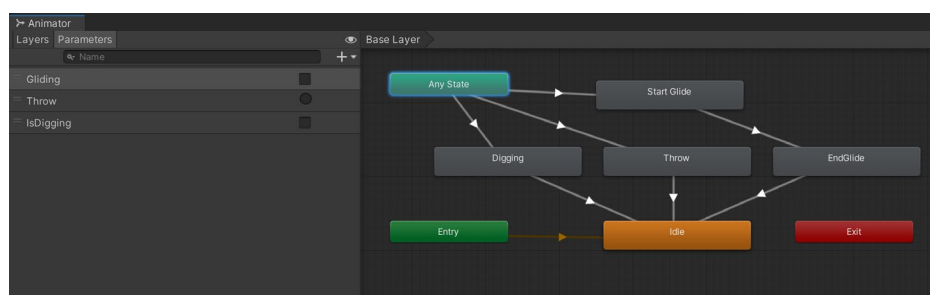 Animator
Layers Parameters
Name
Gliding
Throw
IsDigging
Base Layer
Any State
Start Glide
Digging
Throw
EndGlide
Entry
Idle
Exit